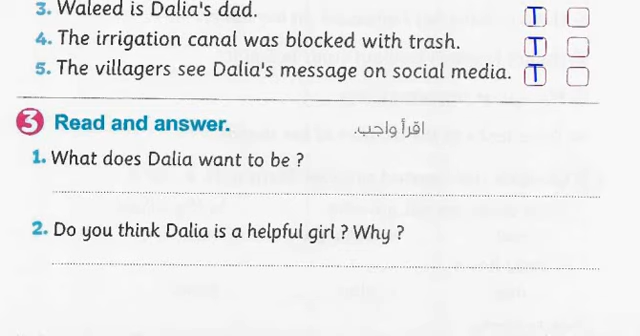 3. Waleed is Dalia's dad. T
4. The irrigation canal was blocked with trash. T
5. The villagers see Dalia's message on social media. T
3 Read and answer. اقرأ واجب.
1. What does Dalia want to be ?
2. Do you think Dalia is a helpful girl ? Why ?